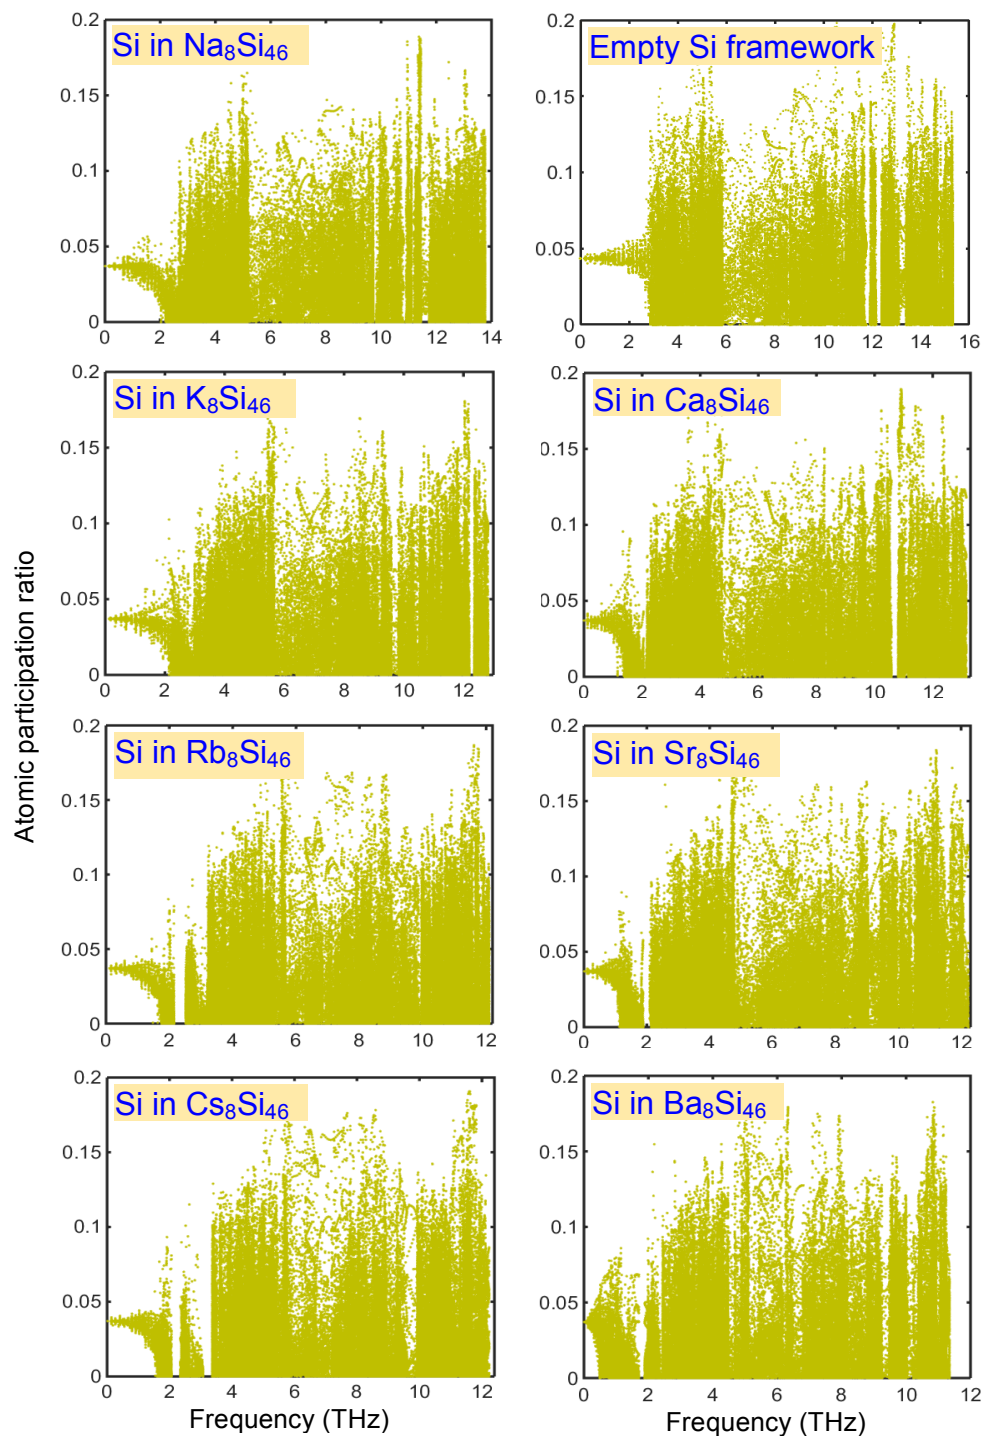 Atomic participation ratio
Si in Na₈Si₄₆
0.2
0.15
0.1
0.05
0
0 2 4 6 8 10 12 14
Empty Si framework
0.2
0.15
0.1
0.05
0
0 2 4 6 8 10 12 14 16
Si in K₈Si₄₆
0.2
0.15
0.1
0.05
0
0 2 4 6 8 10 12
Si in Ca₈Si₄₆
0.2
0.15
0.1
0.05
0
0 2 4 6 8 10 12
Si in Rb₈Si₄₆
0.2
0.15
0.1
0.05
0
0 2 4 6 8 10 12
Si in Sr₈Si₄₆
0.2
0.15
0.1
0.05
0
0 2 4 6 8 10 12
Si in Cs₈Si₄₆
0.2
0.15
0.1
0.05
0
0 2 4 6 8 10 12
Frequency (THz)
Si in Ba₈Si₄₆
0.2
0.15
0.1
0.05
0
0 2 4 6 8 10 12
Frequency (THz)